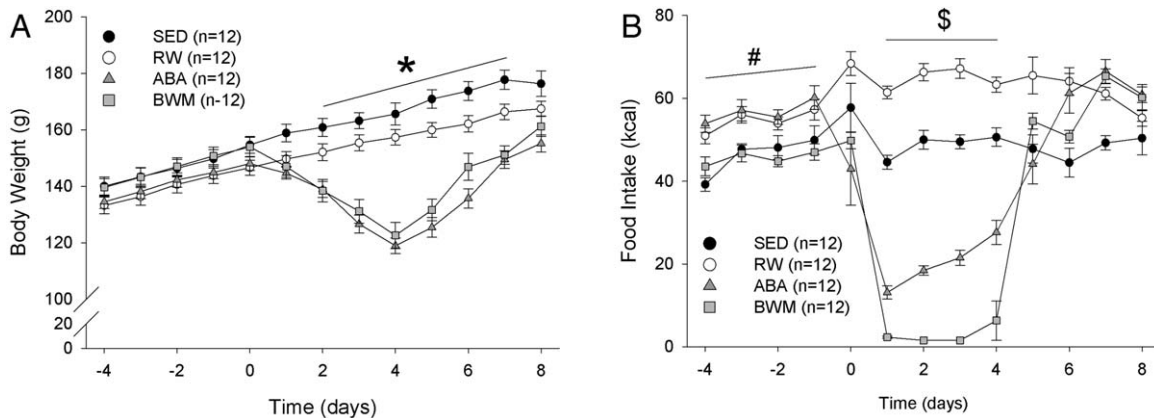 A
200
180
160
140
120
100
20
0
Body Weight (g)
SED (n=12)
RW (n=12)
ABA (n=12)
BWM (n-12)
*
-4
-2
0
2
4
6
8
Time (days)
B
80
60
40
20
0
Food Intake (kcal)
#
$
SED (n=12)
RW (n=12)
ABA (n=12)
BWM (n=12)
-4
-2
0
2
4
6
8
Time (days)